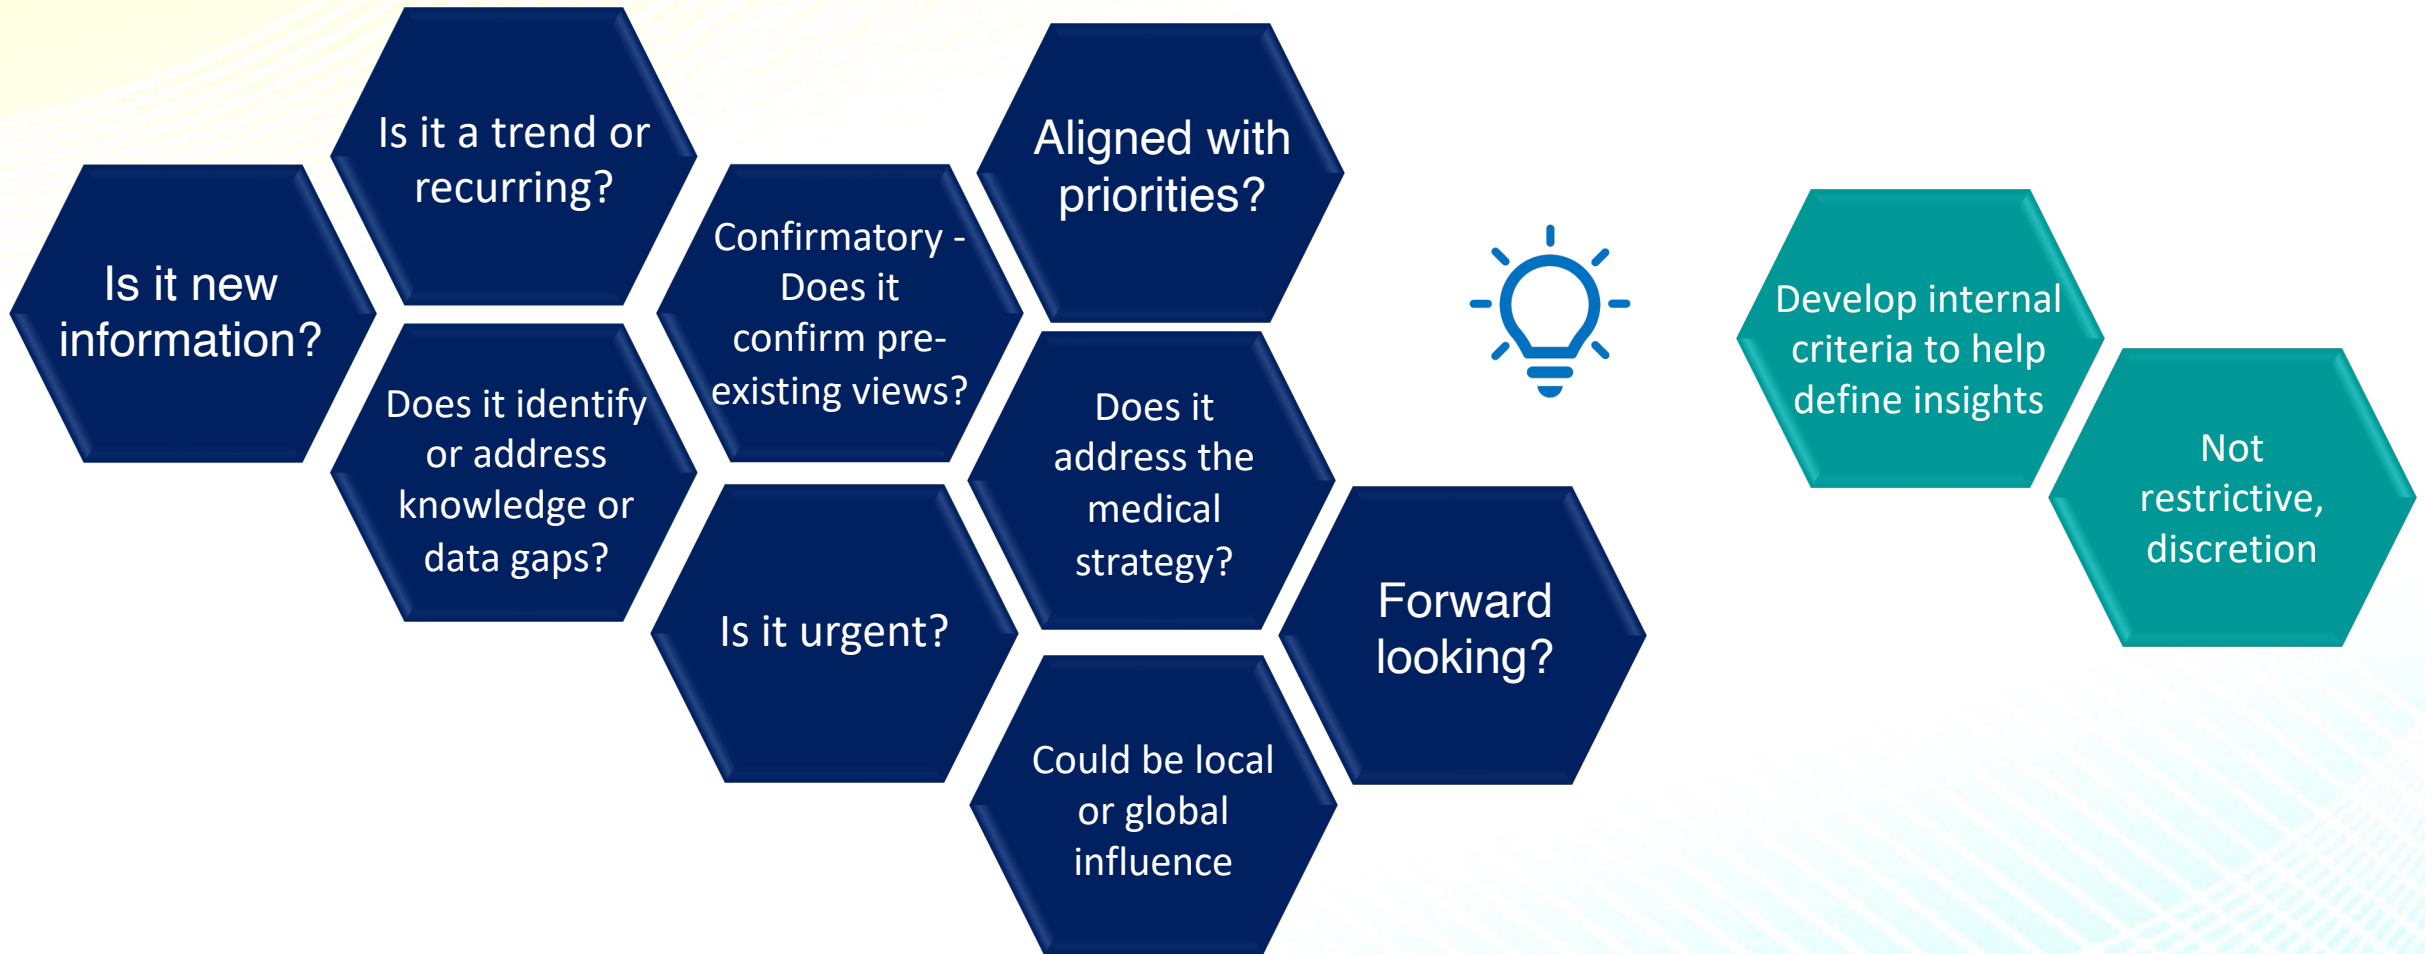 Is it new
information?
Is it a trend or
recurring?
Does it identify
or address
knowledge or
data gaps?
Confirmatory -
Does it
confirm pre-
existing views?
Is it urgent?
Aligned with
priorities?
Does it
address the
medical
strategy?
Could be local
or global
influence
Forward
looking?
Develop internal
criteria to help
define insights
Not
restrictive,
discretion